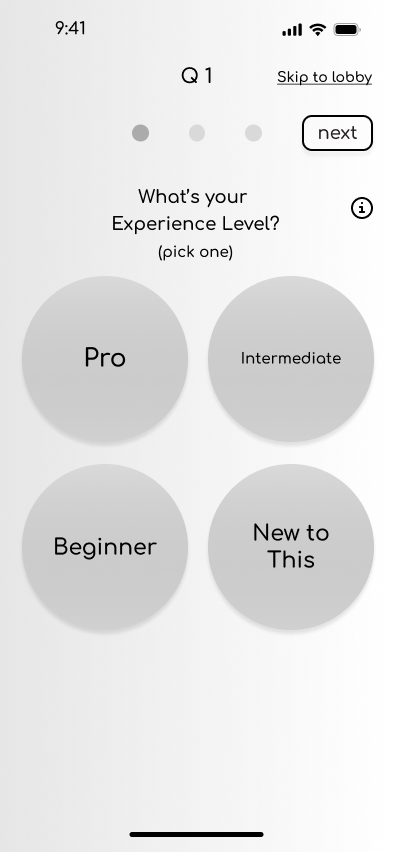 9:41
Q 1
Skip to lobby
next
What's your
Experience Level?
(pick one)
Pro
Intermediate
Beginner
New to
This